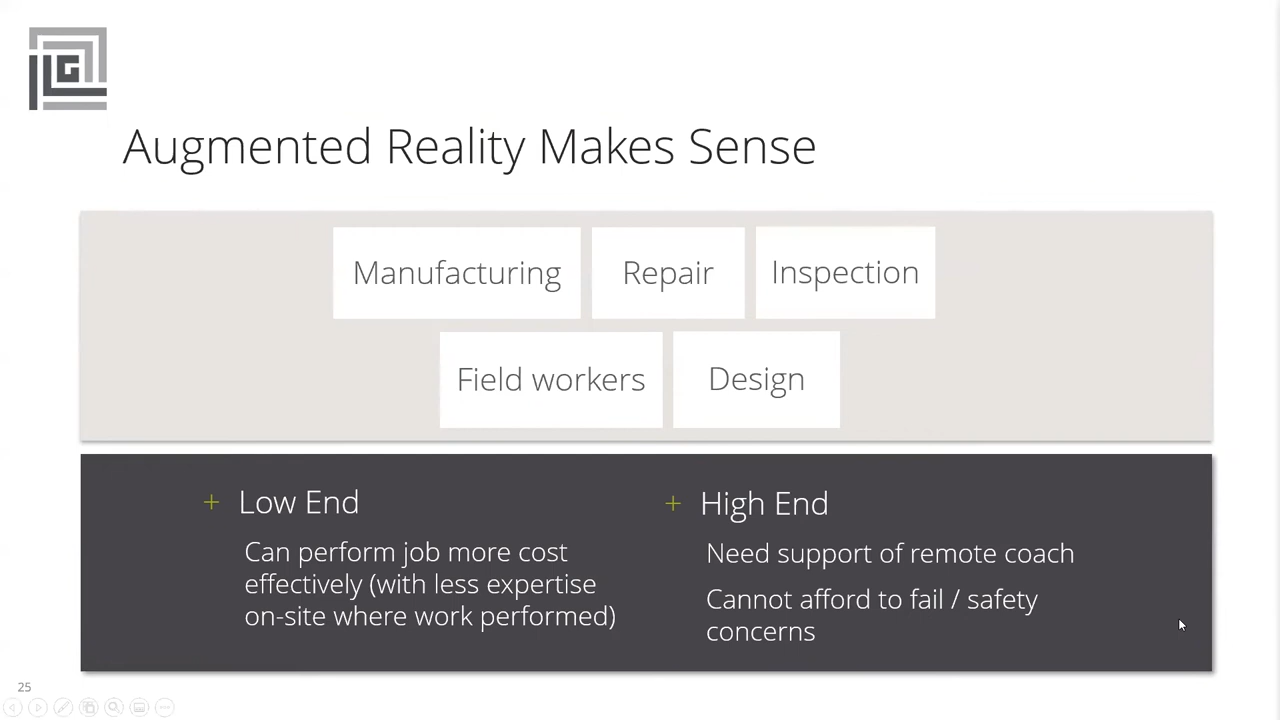 Augmented Reality Makes Sense
Manufacturing
Repair
Inspection
Field workers
Design
+ Low End
Can perform job more cost
effectively (with less expertise
on-site where work performed)
+ High End
Need support of remote coach
Cannot afford to fail / safety
concerns
25